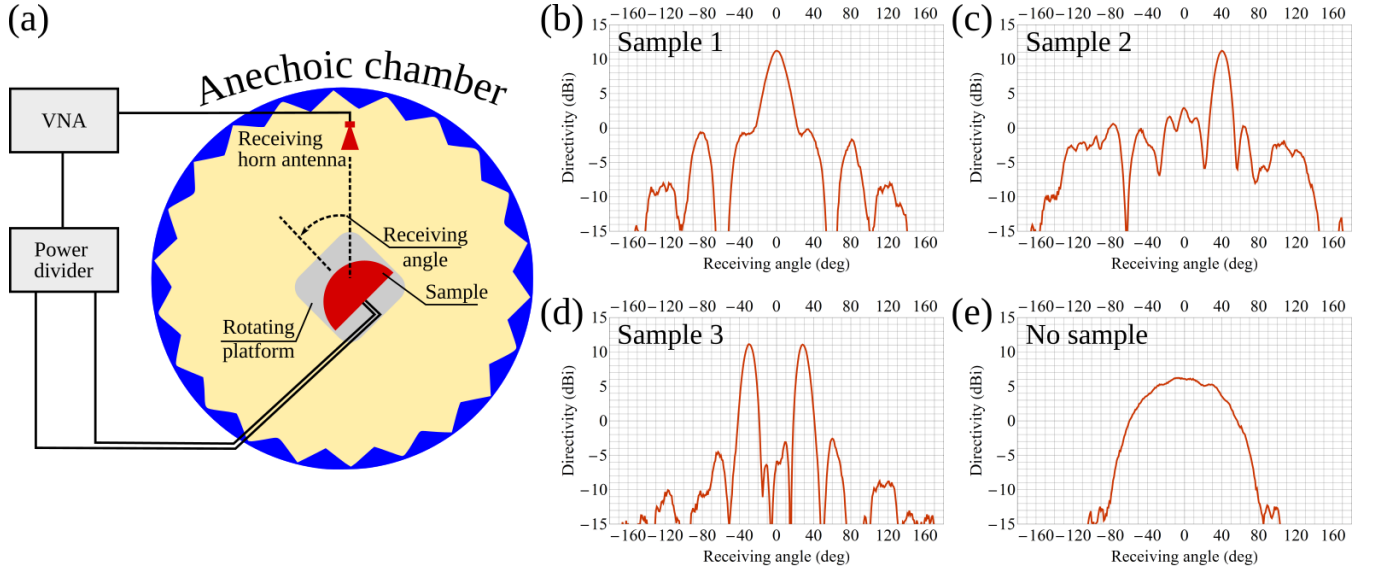 (a)
Anechoic chamber
VNA
Receiving
horn antenna
Power
divider
Receiving
angle
Sample
Rotating
platform
(b)
−160 −120 −80 −40 0 40 80 120 160
Sample 1
15
10
5
0
−5
−10
−15
Directivity (dBi)
−160 −120 −80 −40 0 40 80 120 160
Receiving angle (deg)
(c)
−160 −120 −80 −40 0 40 80 120 160
Sample 2
15
10
5
0
−5
−10
−15
Directivity (dBi)
−160 −120 −80 −40 0 40 80 120 160
Receiving angle (deg)
(d)
−160 −120 −80 −40 0 40 80 120 160
Sample 3
15
10
5
0
−5
−10
−15
Directivity (dBi)
−160 −120 −80 −40 0 40 80 120 160
Receiving angle (deg)
(e)
−160 −120 −80 −40 0 40 80 120 160
No sample
15
10
5
0
−5
−10
−15
Directivity (dBi)
−160 −120 −80 −40 0 40 80 120 160
Receiving angle (deg)